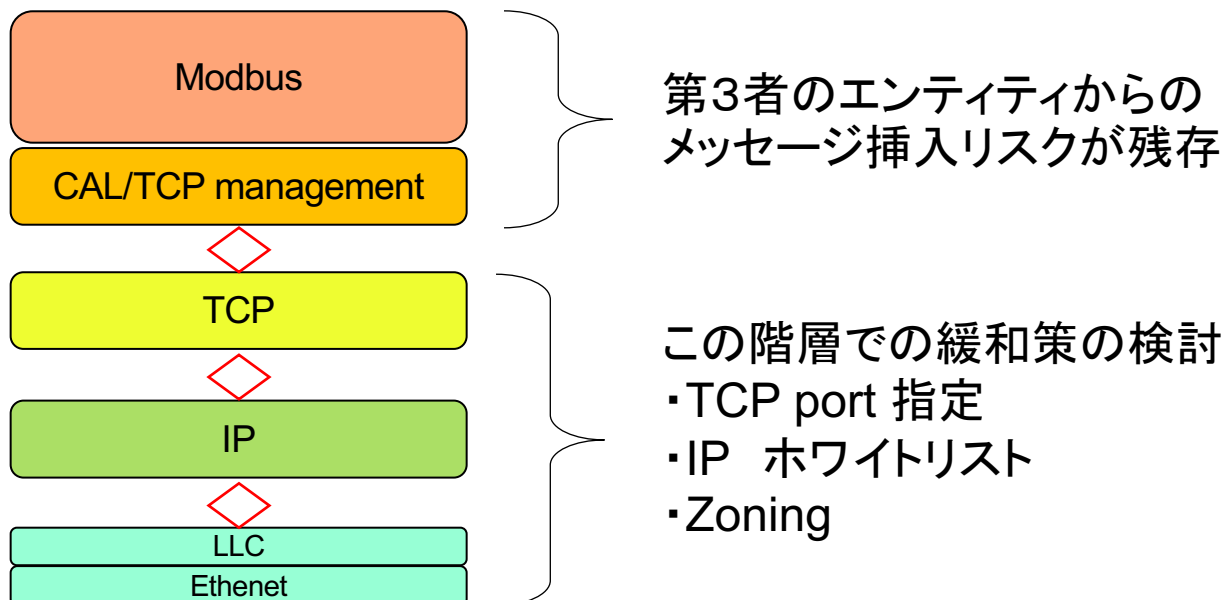 Modbus
CAL/TCP management
TCP
IP
LLC
Ethenet
第３者のエンティティからの
メッセージ挿入リスクが残存
この階層での緩和策の検討
・TCP port 指定
・IP　ホワイトリスト
・Zoning